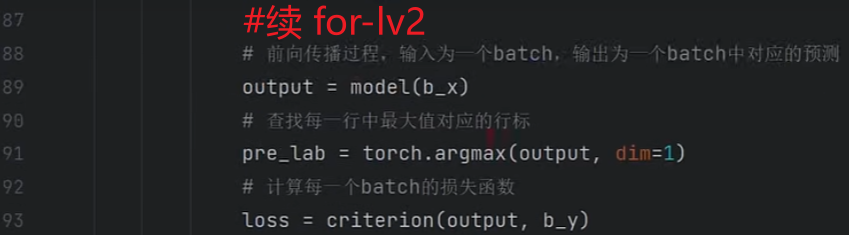 87 #续 for-lv2
88 # 前向传播过程，输入为一个batch，输出为一个batch中对应的预测
89 output = model(b_x)
90 # 查找每一行中最大值对应的行标
91 pre_lab = torch.argmax(output, dim=1)
92 # 计算每一个batch的损失函数
93 loss = criterion(output, b_y)